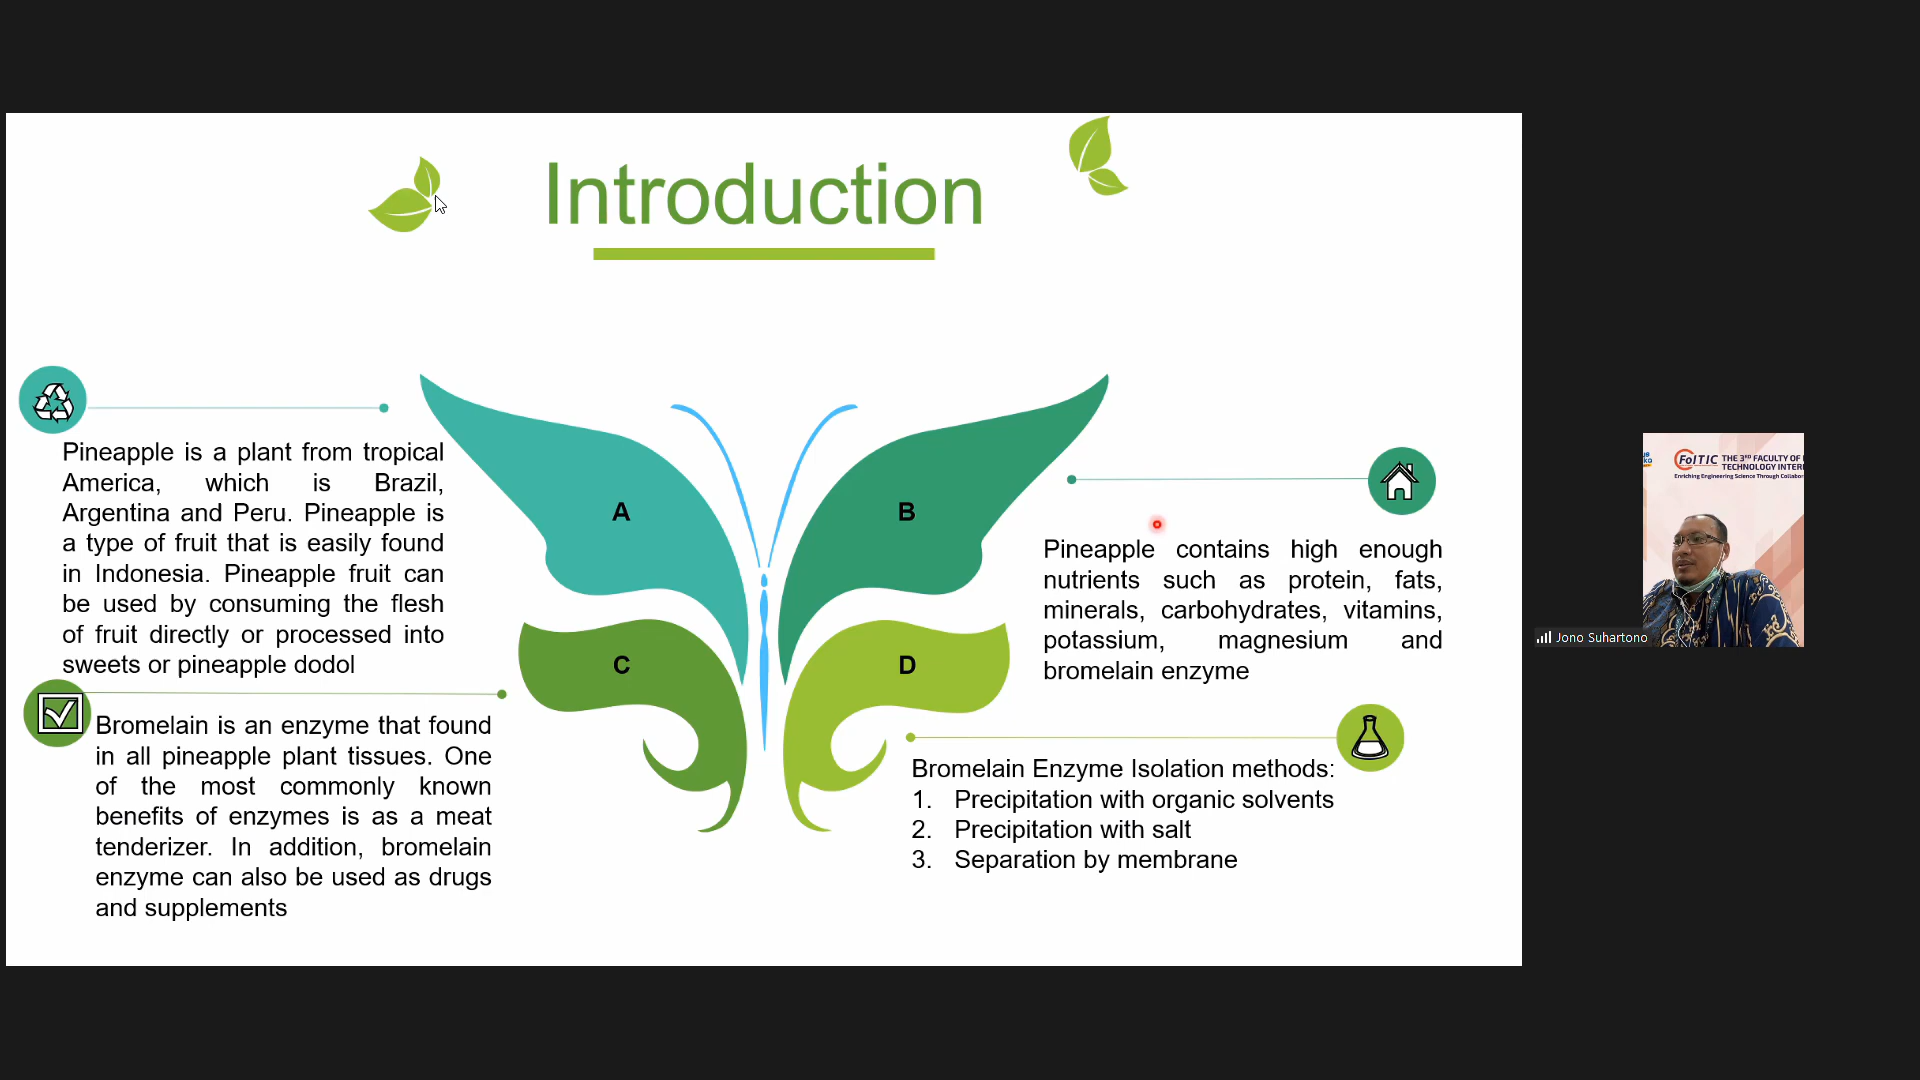 Introduction
Pineapple is a plant from tropical
America, which is Brazil,
Argentina and Peru. Pineapple is
a type of fruit that is easily found
in Indonesia. Pineapple fruit can
be used by consuming the flesh
of fruit directly or processed into
sweets or pineapple dodol
A
B
Pineapple contains high enough
nutrients such as protein, fats,
minerals, carbohydrates, vitamins,
potassium, magnesium and
bromelain enzyme
C
D
Bromelain is an enzyme that found
in all pineapple plant tissues. One
of the most commonly known
benefits of enzymes is as a meat
tenderizer. In addition, bromelain
enzyme can also be used as drugs
and supplements
Bromelain Enzyme Isolation methods:
1. Precipitation with organic solvents
2. Precipitation with salt
3. Separation by membrane
FoITIC THE 3RD FACULTY OF
TECHNOLOGY
Enriching Engineering Science Through
Jono Suhartono